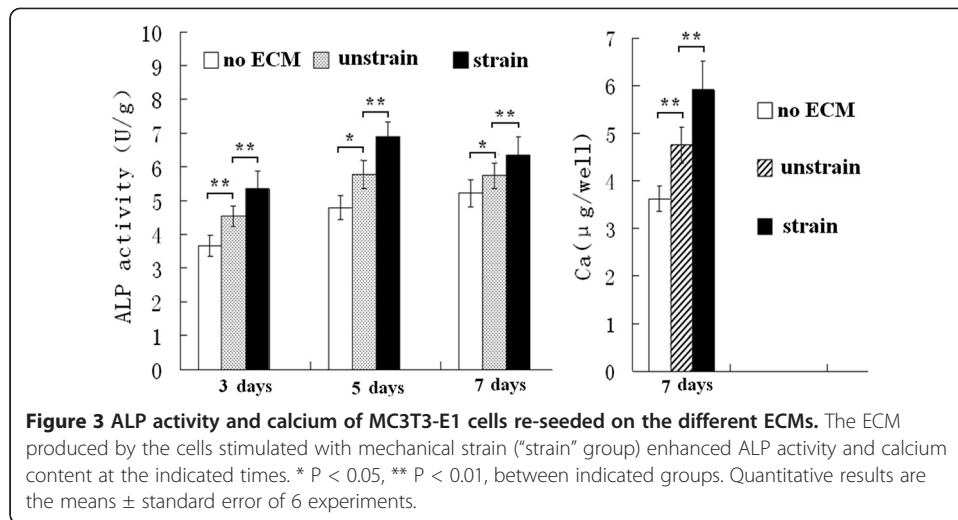 10
9
8
7
6
5
4
3
2
1
0
ALP activity (U/g)
no ECM unstrain strain
** ** * ** * **
3 days 5 days 7 days
7
6
5
4
3
2
1
0
Ca(μg/well)
**
**
no ECM
unstrain
strain
7 days
Figure 3 ALP activity and calcium of MC3T3-E1 cells re-seeded on the different ECMs. The ECM
produced by the cells stimulated with mechanical strain (“strain” group) enhanced ALP activity and calcium
content at the indicated times. * P < 0.05, ** P < 0.01, between indicated groups. Quantitative results are
the means ± standard error of 6 experiments.